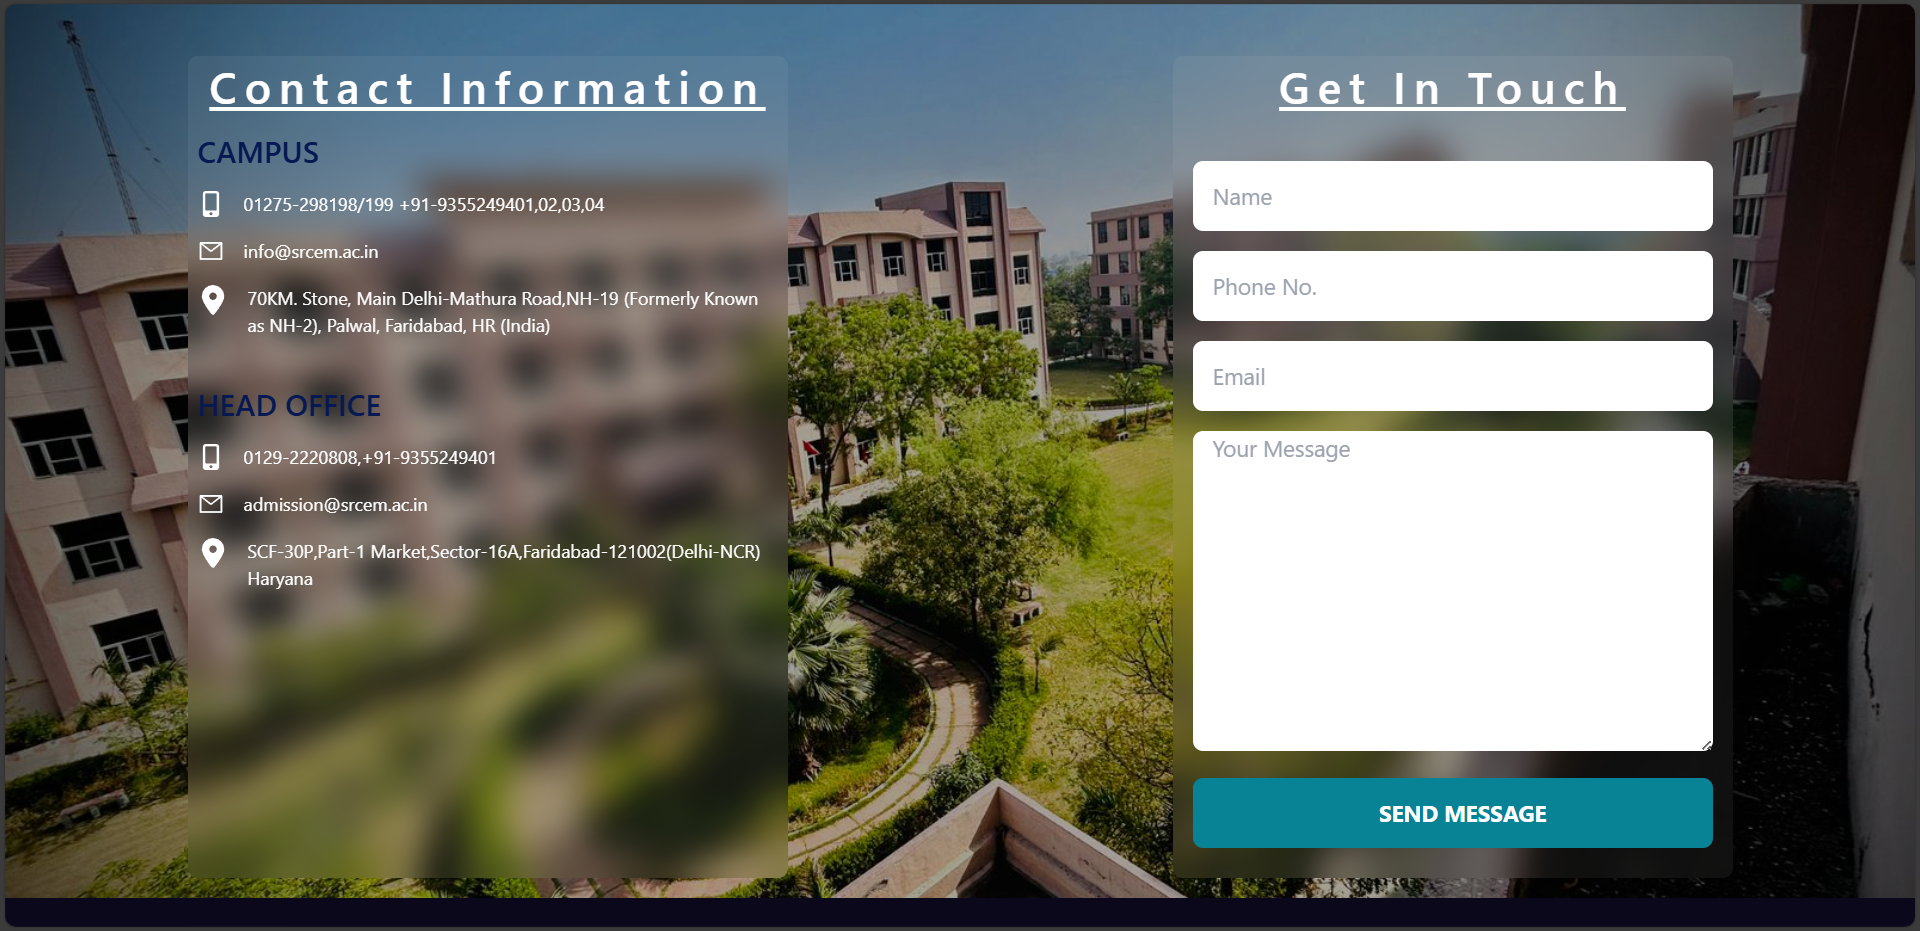 Contact Information
CAMPUS
01275-298198/199 +91-9355249401,02,03,04
info@srcem.ac.in
70KM. Stone, Main Delhi-Mathura Road,NH-19 (Formerly Known
as NH-2), Palwal, Faridabad, HR (India)
HEAD OFFICE
0129-2220808,+91-9355249401
admission@srcem.ac.in
SCF-30P,Part-1 Market,Sector-16A,Faridabad-121002(Delhi-NCR)
Haryana
Get In Touch
Name
Phone No.
Email
Your Message
SEND MESSAGE